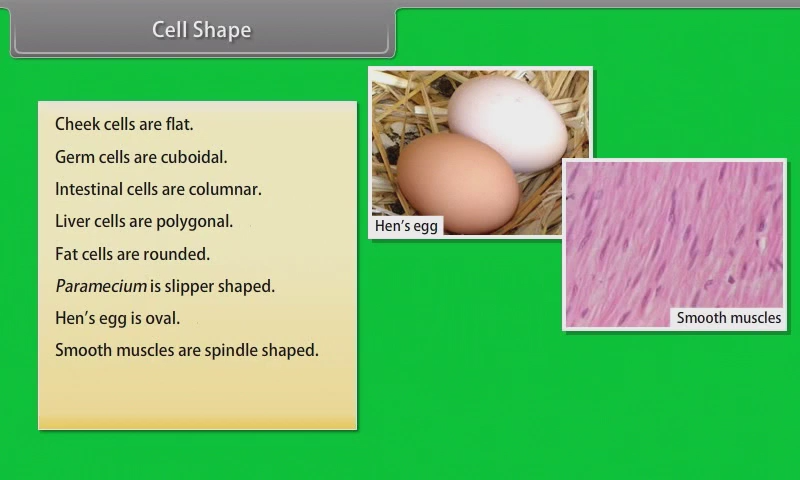 Cell Shape
Cheek cells are flat.
Germ cells are cuboidal.
Intestinal cells are columnar.
Liver cells are polygonal.
Fat cells are rounded.
Paramecium is slipper shaped.
Hen's egg is oval.
Smooth muscles are spindle shaped.
Hen's egg
Smooth muscles